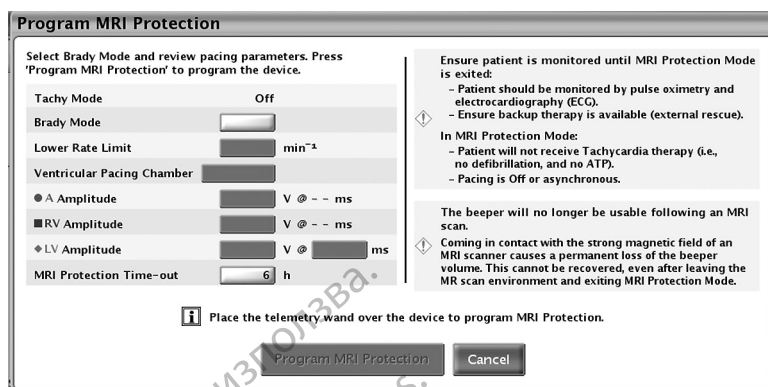 Program MRI Protection
Select Brady Mode and review pacing parameters. Press
'Program MRI Protection' to program the device.
Tachy Mode Off
Brady Mode
Lower Rate Limit min⁻¹
Ventricular Pacing Chamber
A Amplitude V @ - - ms
RV Amplitude V @ - - ms
LV Amplitude V @ ms
MRI Protection Time-out 6 h
Ensure patient is monitored until MRI Protection Mode
is exited:
- Patient should be monitored by pulse oximetry and
electrocardiography (ECG).
- Ensure backup therapy is available (external rescue).
In MRI Protection Mode:
- Patient will not receive Tachycardia therapy (i.e.,
no defibrillation, and no ATP).
- Pacing is Off or asynchronous.
The beeper will no longer be usable following an MRI
scan.
Coming in contact with the strong magnetic field of an
MRI scanner causes a permanent loss of the beeper
volume. This cannot be recovered, even after leaving the
MR scan environment and exiting MRI Protection Mode.
Place the telemetry wand over the device to program MRI Protection.
Program MRI Protection Cancel